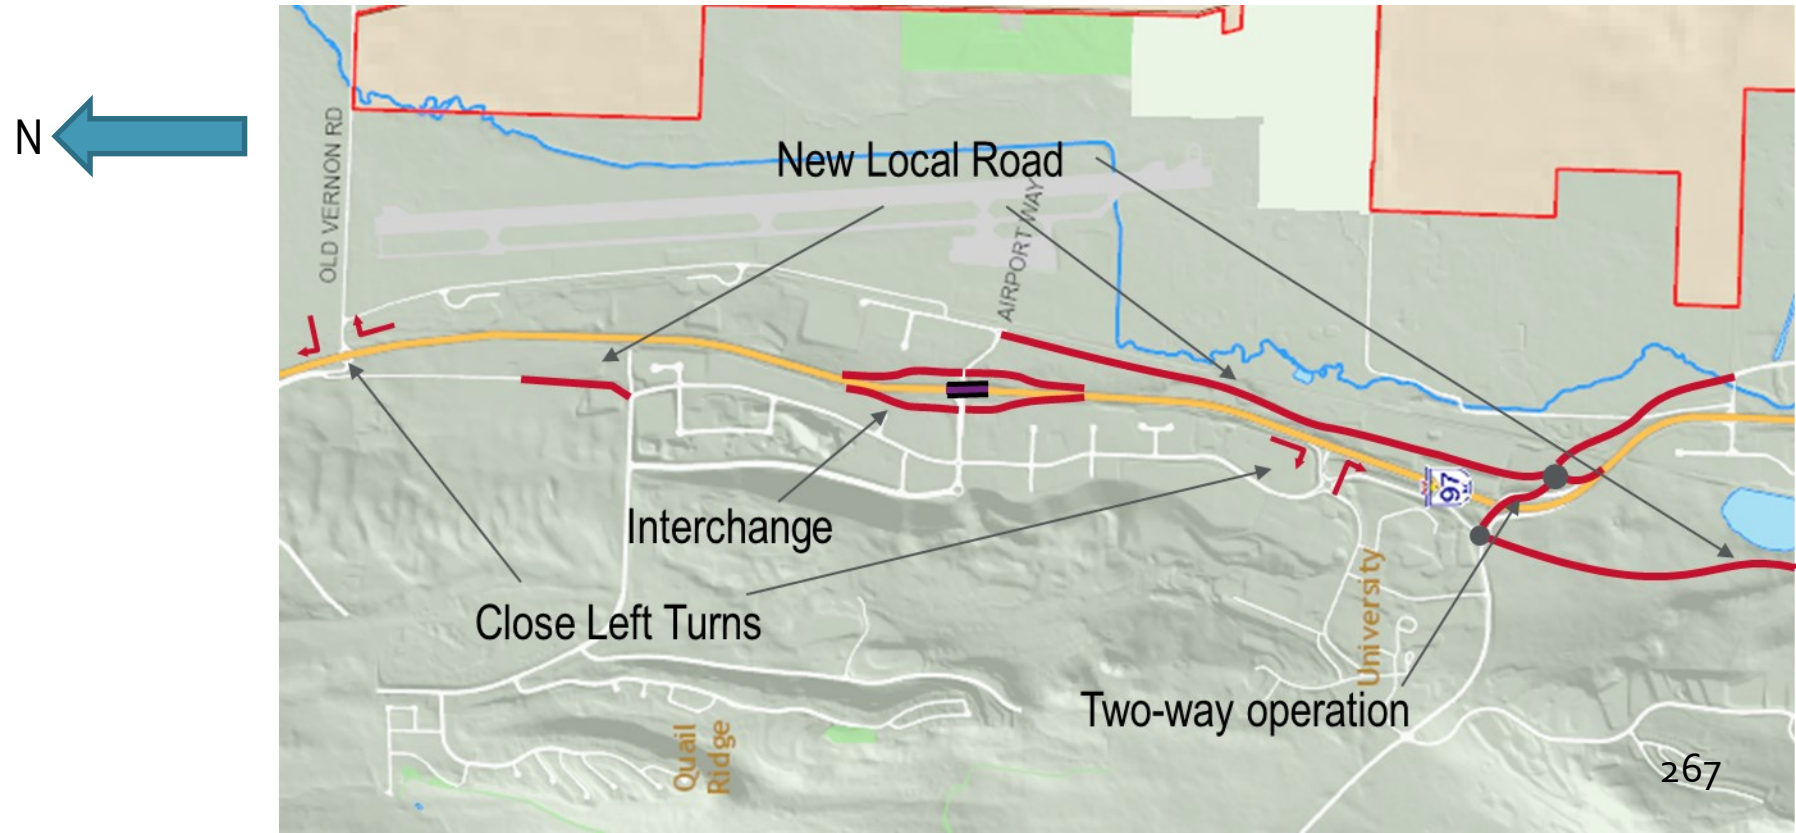 N
OLD VERNON RD
New Local Road
AIRPORT WAY
97
Interchange
Close Left Turns
University
Two-way operation
Quail
Ridge
267